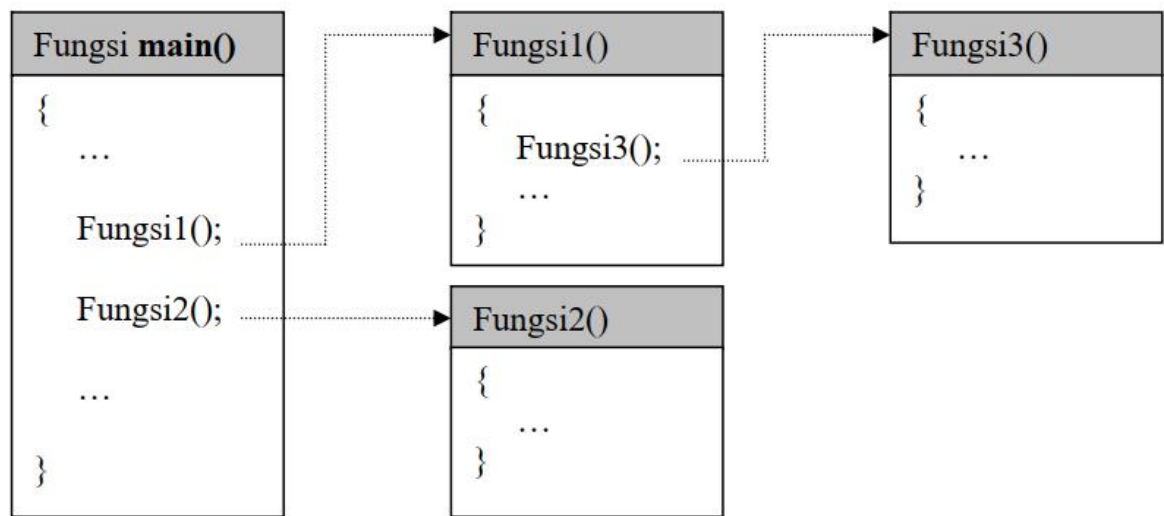 Fungsi main()
{
…
Fungsi1();
Fungsi2();
…
}
Fungsi1()
{
Fungsi3();
…
}
Fungsi2()
{
…
}
Fungsi3()
{
…
}